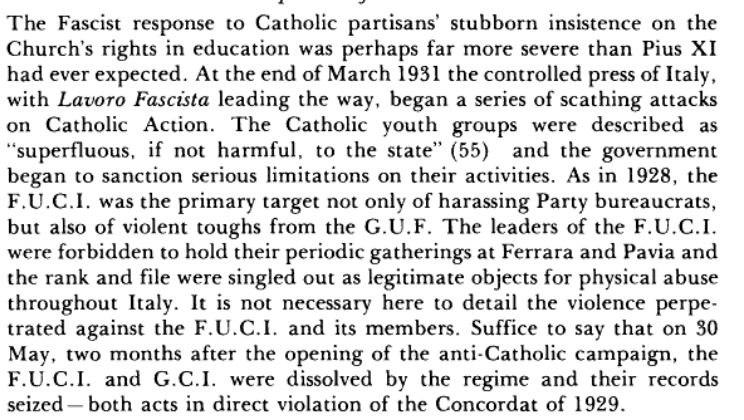 The Fascist response to Catholic partisans' stubborn insistence on the
Church's rights in education was perhaps far more severe than Pius XI
had ever expected. At the end of March 1931 the controlled press of Italy,
with Lavoro Fascista leading the way, began a series of scathing attacks
on Catholic Action. The Catholic youth groups were described as
"superfluous, if not harmful, to the state" (55) and the government
began to sanction serious limitations on their activities. As in 1928, the
F.U.C.I. was the primary target not only of harassing Party bureaucrats,
but also of violent toughs from the G.U.F. The leaders of the F.U.C.I.
were forbidden to hold their periodic gatherings at Ferrara and Pavia and
the rank and file were singled out as legitimate objects for physical abuse
throughout Italy. It is not necessary here to detail the violence perpe-
trated against the F.U.C.I. and its members. Suffice to say that on 30
May, two months after the opening of the anti-Catholic campaign, the
F.U.C.I. and G.C.I. were dissolved by the regime and their records
seized — both acts in direct violation of the Concordat of 1929.